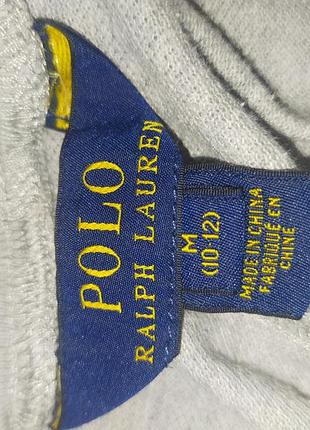 POLO
RALPH LAUREN
M
(10-12)
MADE IN CHINA
FABRIQUÉ EN
CHINE